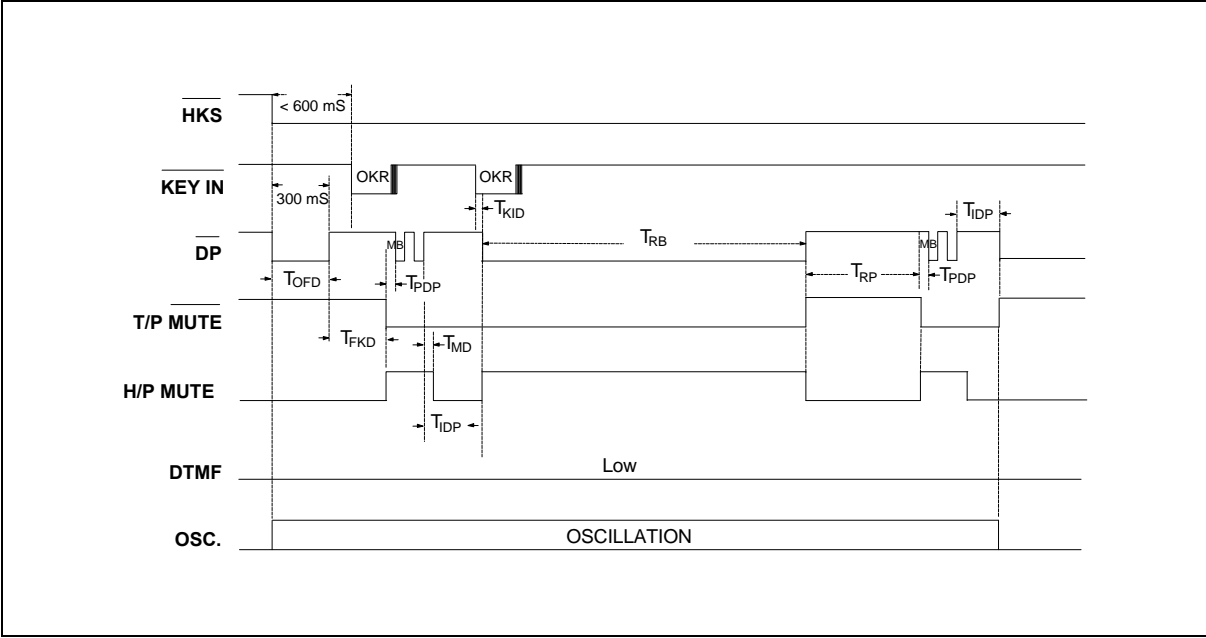 HKS
< 600 mS
KEY IN
OKR
OKR
300 mS
TKID
TIDP
DP
MB
TRB
MB
TOFD
TPDP
TRP
TPDP
T/P MUTE
TFKD
TMD
H/P MUTE
TIDP
DTMF
Low
OSC.
OSCILLATION